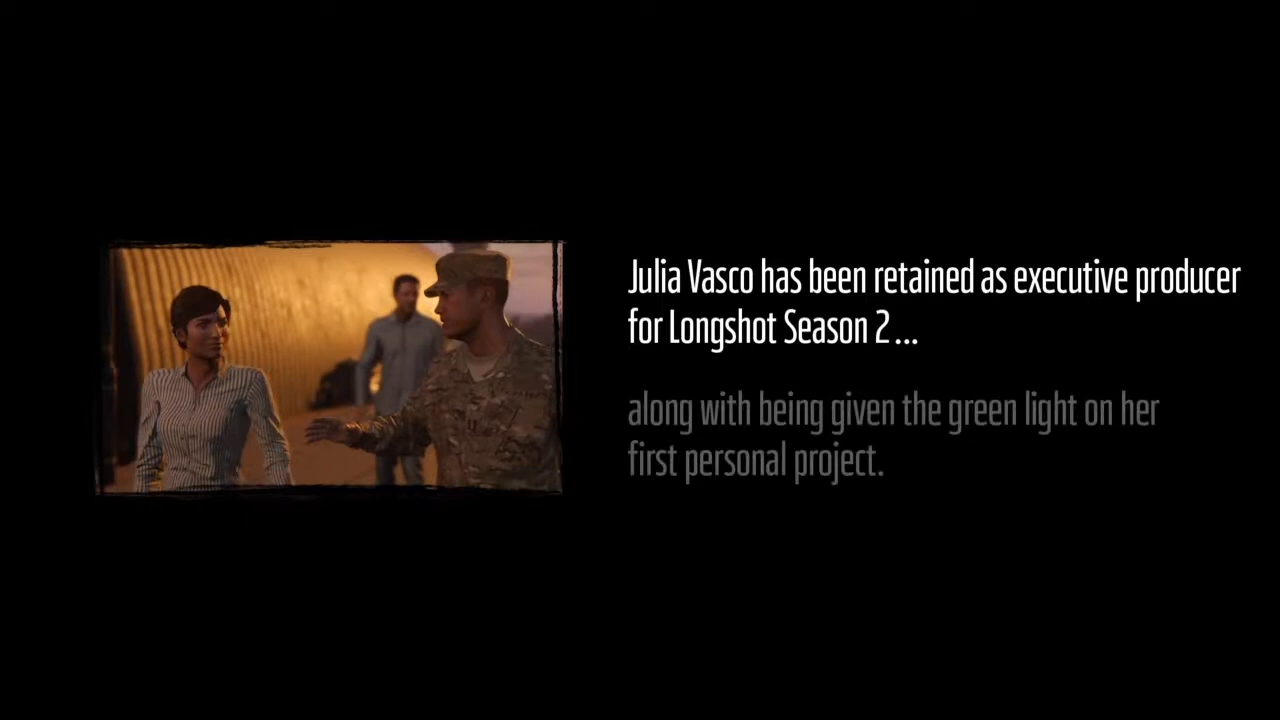 Julia Vasco has been retained as executive producer
for Longshot Season 2 ...
along with being given the green light on her
first personal project.